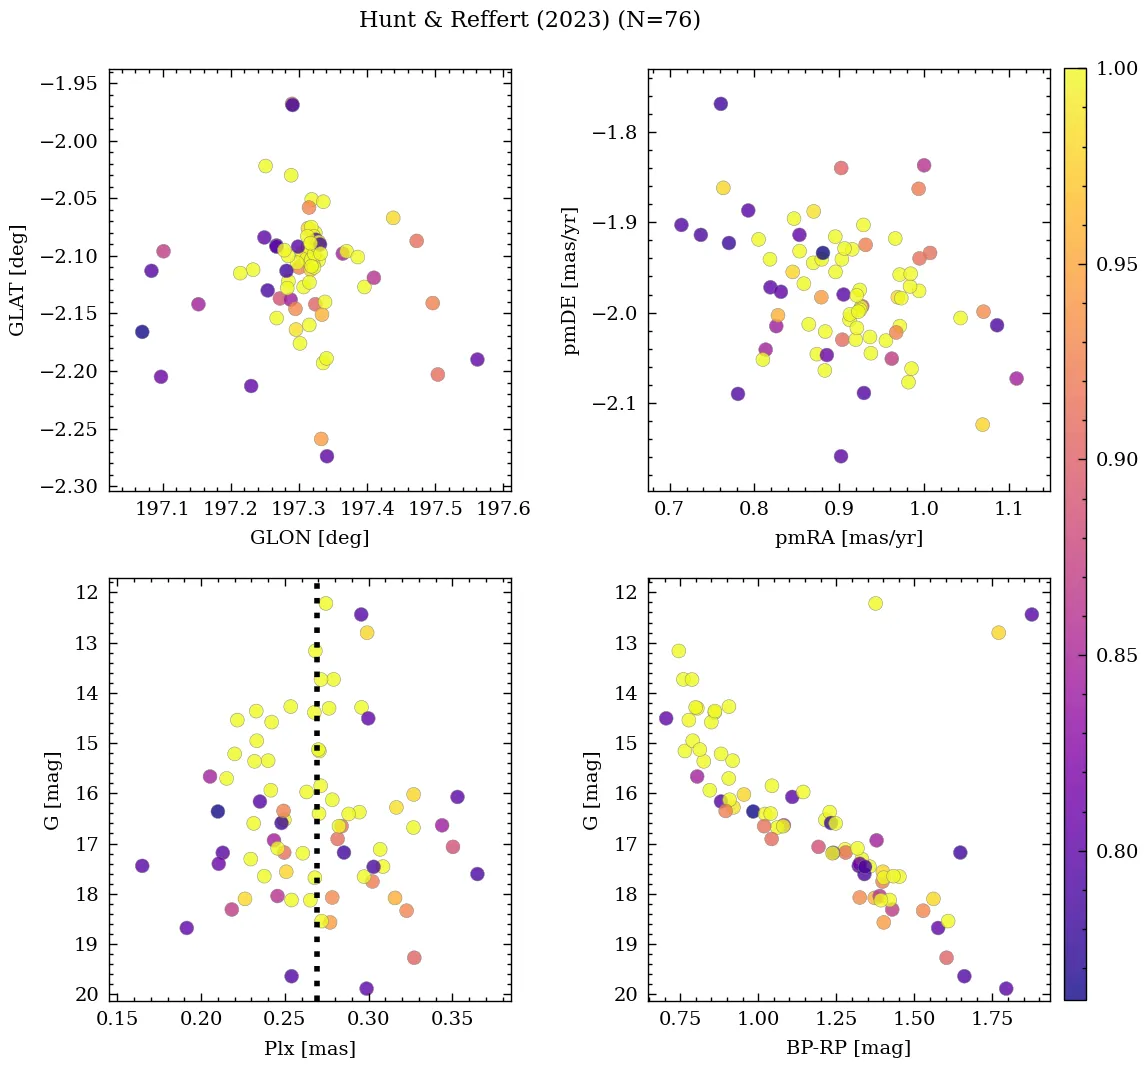 Hunt & Reffert (2023) (N=76)
−1.95
−2.00
−2.05
−2.10
−2.15
−2.20
−2.25
−2.30
GLAT [deg]
197.1 197.2 197.3 197.4 197.5 197.6
GLON [deg]
−1.8
−1.9
−2.0
−2.1
pmDE [mas/yr]
0.7 0.8 0.9 1.0 1.1
pmRA [mas/yr]
12
13
14
15
16
17
18
19
20
G [mag]
0.15 0.20 0.25 0.30 0.35
Plx [mas]
12
13
14
15
16
17
18
19
20
G [mag]
0.75 1.00 1.25 1.50 1.75
BP-RP [mag]
1.00
0.95
0.90
0.85
0.80